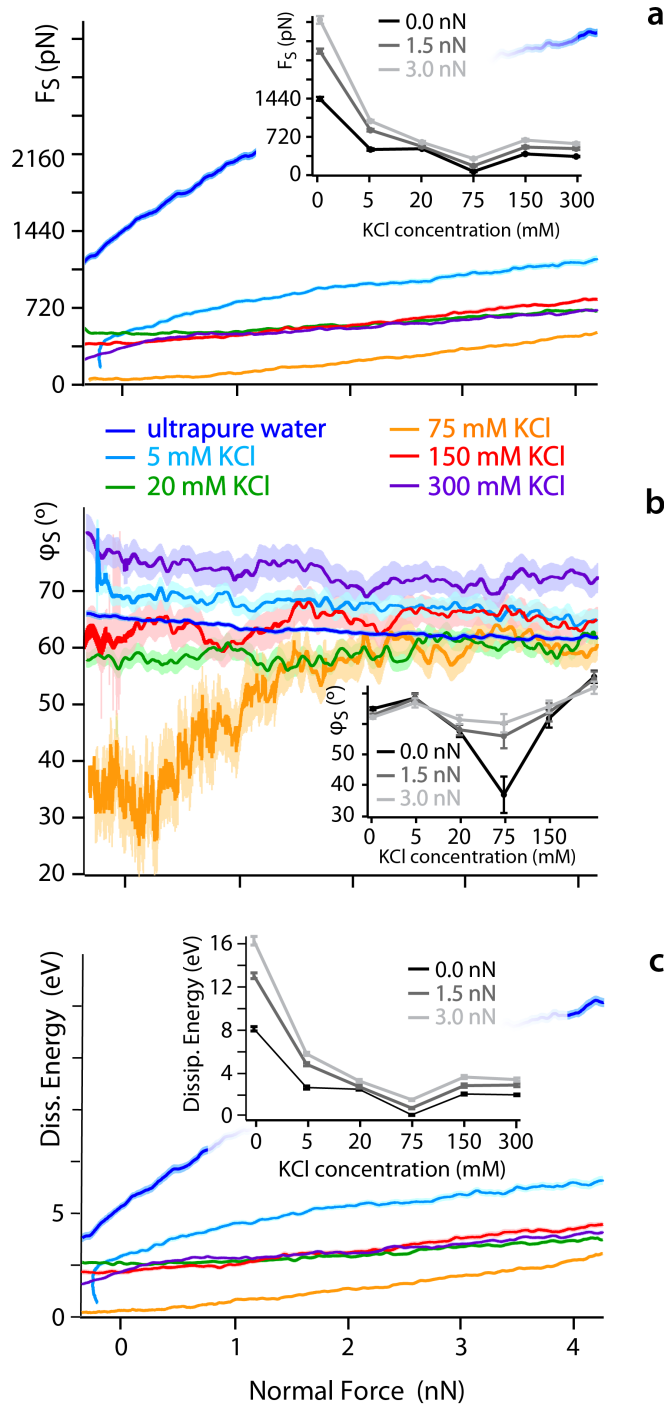 a
F_S (pN)
2160
1440
720
0
F_S (pN)
1440
720
0
0.0 nN
1.5 nN
3.0 nN
0 5 20 75 150 300
KCl concentration (mM)
ultrapure water
5 mM KCl
20 mM KCl
75 mM KCl
150 mM KCl
300 mM KCl
b
φ_S (º)
70
60
50
40
30
20
φ_S (º)
60
40
30
0.0 nN
1.5 nN
3.0 nN
0 5 20 75 150
KCl concentration (mM)
c
Diss. Energy (eV)
5
0
Dissip. Energy (eV)
16
12
8
4
0
0.0 nN
1.5 nN
3.0 nN
0 5 20 75 150 300
KCl concentration (mM)
0 1 2 3 4
Normal Force (nN)